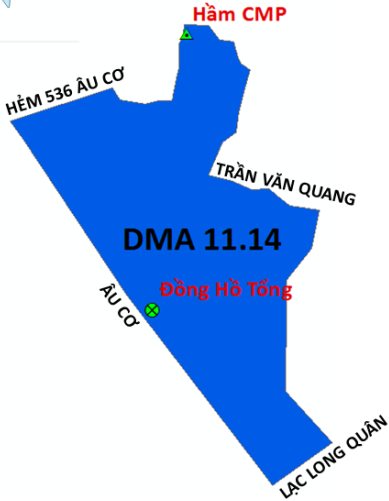 Hầm CMP
HẺM 536 ÂU CƠ
TRẦN VĂN QUANG
DMA 11.14
Đồng Hồ Tổng
ÂU CƠ
LẠC LONG QUÂN